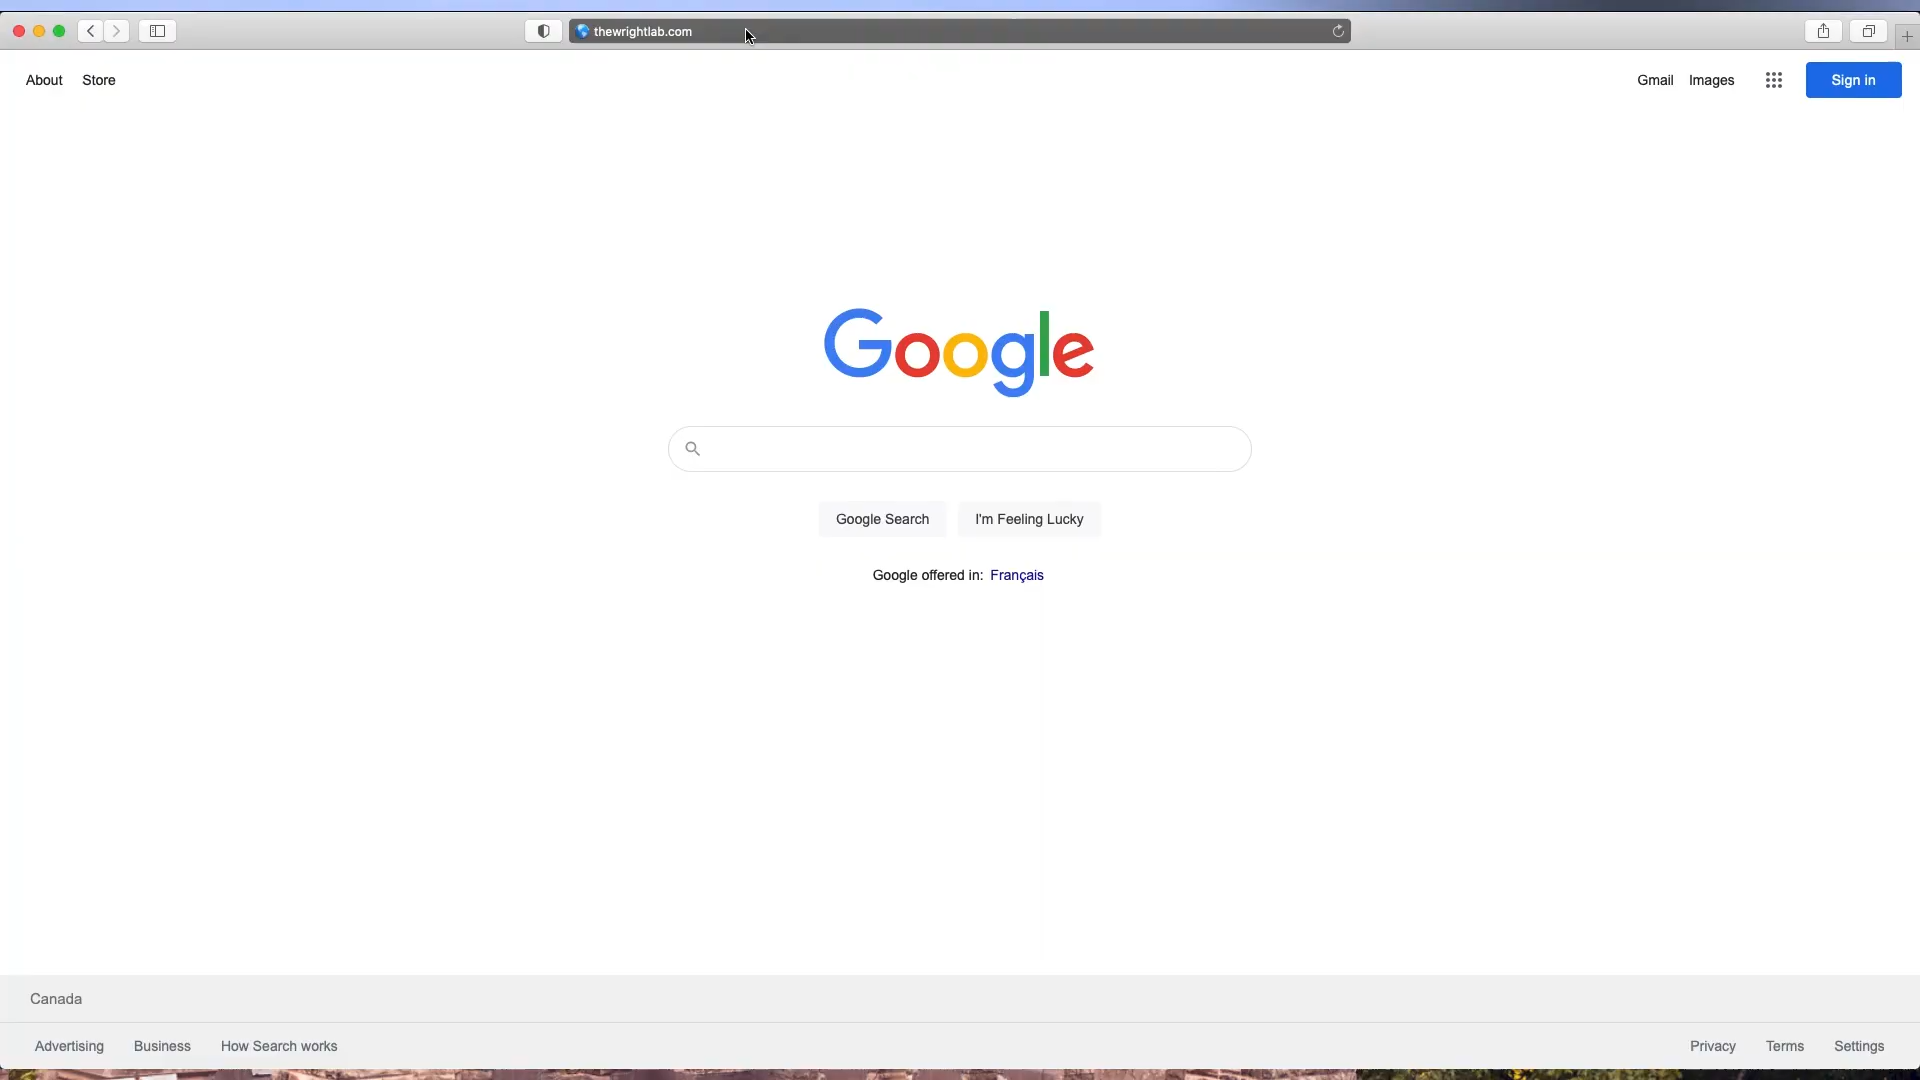 thewrightlab.com
About Store Gmail Images Sign in
Google
Google Search I'm Feeling Lucky
Google offered in: Français
Canada
Advertising Business How Search works Privacy Terms Settings